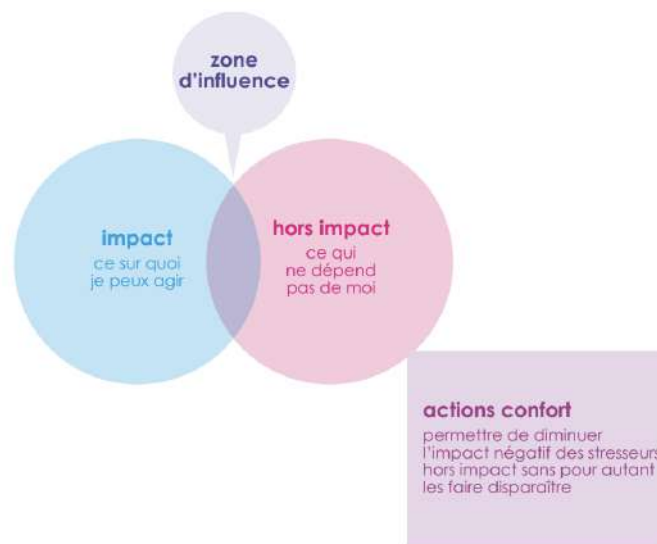 zone
d'influence
impact
ce sur quoi
je peux agir
hors impact
ce qui
ne dépend
pas de moi
actions confort
permettre de diminuer
l'impact négatif des stresseurs
hors impact sans pour autant
les faire disparaître